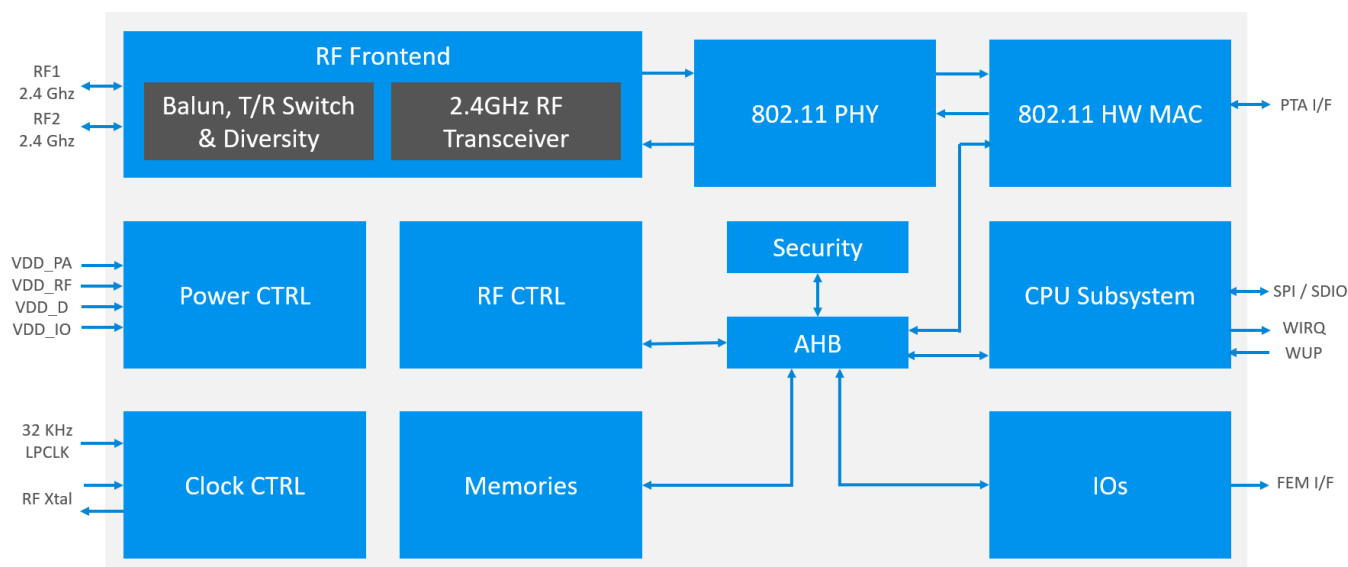 RF Frontend
RF1
2.4 Ghz
RF2
2.4 Ghz
Balun, T/R Switch
& Diversity
2.4GHz RF
Transceiver
802.11 PHY
802.11 HW MAC
PTA I/F
VDD_PA
VDD_RF
VDD_D
VDD_IO
Power CTRL
RF CTRL
Security
AHB
CPU Subsystem
SPI / SDIO
WIRQ
WUP
32 KHz
LPCLK
RF Xtal
Clock CTRL
Memories
IOs
FEM I/F